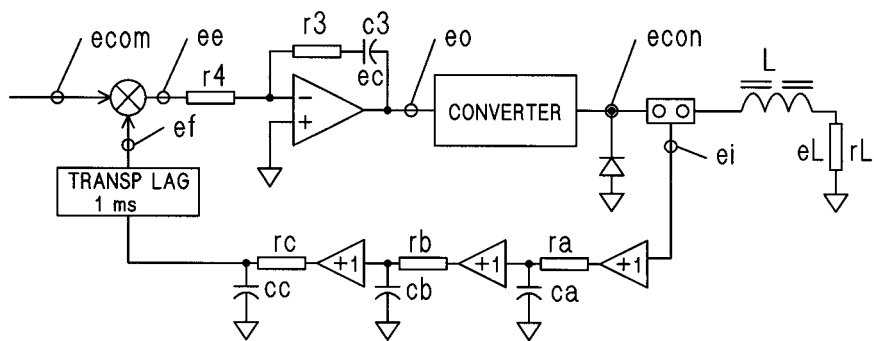 ecom
ee
r4
r3
c3
ec
eo
econ
L
−
+
CONVERTER
ef
ei
eL
rL
TRANSP LAG
1 ms
rc
+1
rb
+1
ra
+1
cc
cb
ca